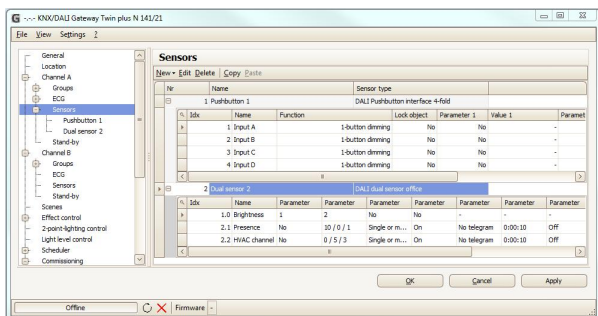 -.-.- KNX/DALI Gateway Twin plus N 141/21
File View Settings ?
General
Location
Channel A
Groups
ECG
Sensors
Pushbutton 1
Dual sensor 2
Stand-by
Channel B
Groups
ECG
Sensors
Stand-by
Scenes
Effect control
2-point-lighting control
Light level control
Scheduler
Commissioning
Sensors
New Edit Delete Copy Paste
Nr Name Sensor type
1 Pushbutton 1 DALI Pushbutton interface 4-fold
Idx Name Function Lock object Parameter 1 Value 1 Paramet
1 Input A 1-button dimming No No -
2 Input B 1-button dimming No No -
3 Input C 1-button dimming No No -
4 Input D 1-button dimming No No -
2 Dual sensor 2 DALI dual sensor office
Idx Name Parameter Parameter Parameter Parameter Parameter Parameter Parameter
1.0 Brightness 1 2 No No - - -
2.1 Presence No 10 / 0 / 1 Single or m... On No telegram 0:00:10 Off
2.2 HVAC channel No 0 / 5 / 3 Single or m... On No telegram 0:00:10 Off
OK Cancel Apply
Offline Firmware -